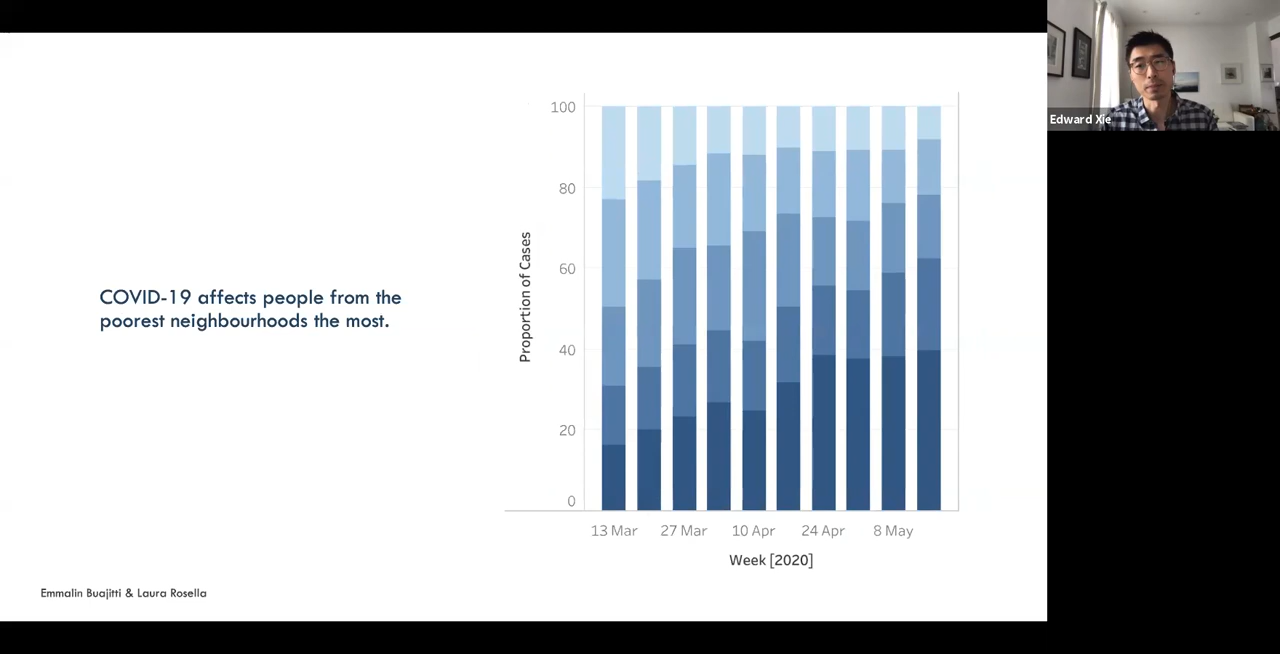 Edward Xie
COVID-19 affects people from the
poorest neighbourhoods the most.
Proportion of Cases
100
80
60
40
20
0
13 Mar 27 Mar 10 Apr 24 Apr 8 May
Week [2020]
Emmalin Buajitti & Laura Rosella